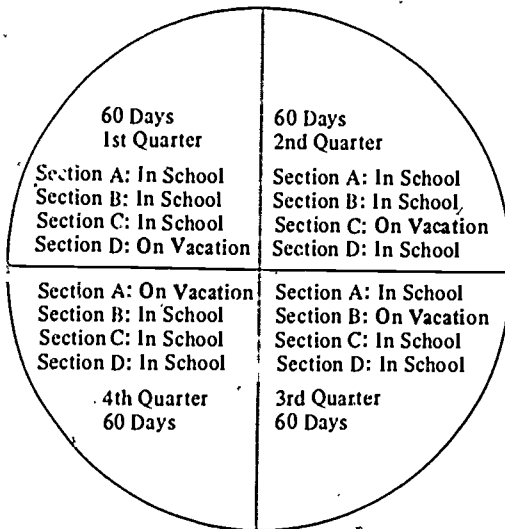 60 Days
1st Quarter
Section A: In School
Section B: In School
Section C: In School
Section D: On Vacation
60 Days
2nd Quarter
Section A: In School
Section B: In School
Section C: On Vacation
Section D: In School
Section A: On Vacation
Section B: In School
Section C: In School
Section D: In School
4th Quarter
60 Days
Section A: In School
Section B: On Vacation
Section C: In School
Section D: In School
3rd Quarter
60 Days